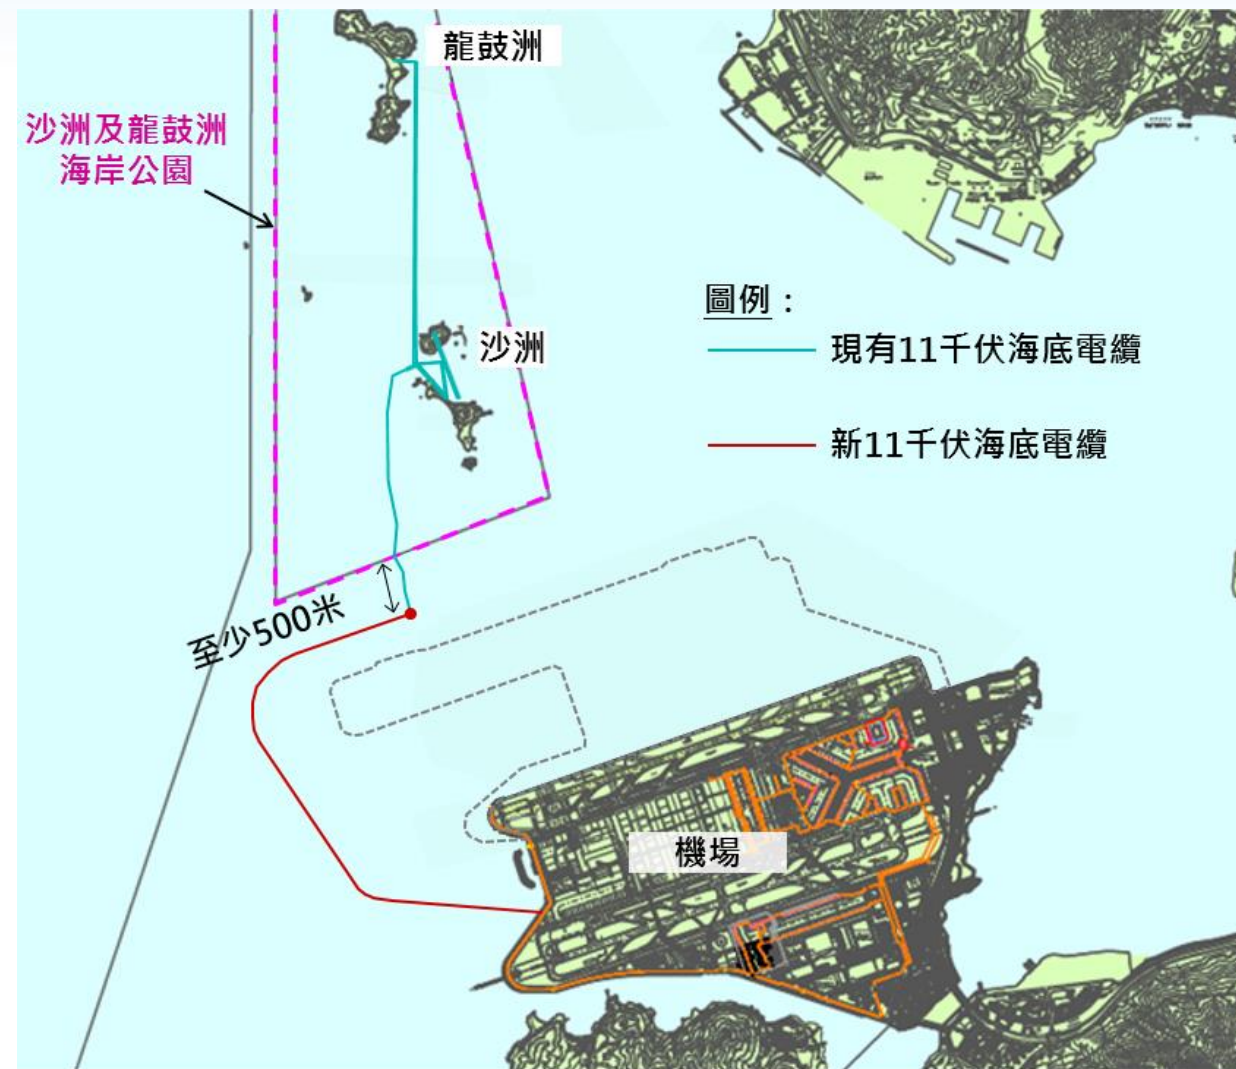 龍鼓洲
沙洲及龍鼓洲
海岸公園
沙洲
圖例：
現有11千伏海底電纜
新11千伏海底電纜
至少500米
機場